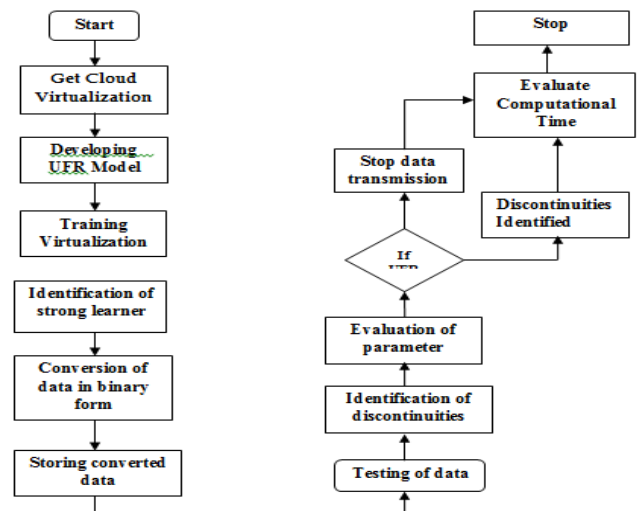 Start
Get Cloud
Virtualization
Developing
UFR Model
Training
Virtualization
Identification of
strong learner
Conversion of
data in binary
form
Storing converted
data
Stop
Evaluate
Computational
Time
Stop data
transmission
Discontinuities
Identified
If
Evaluation of
parameter
Identification of
discontinuities
Testing of data